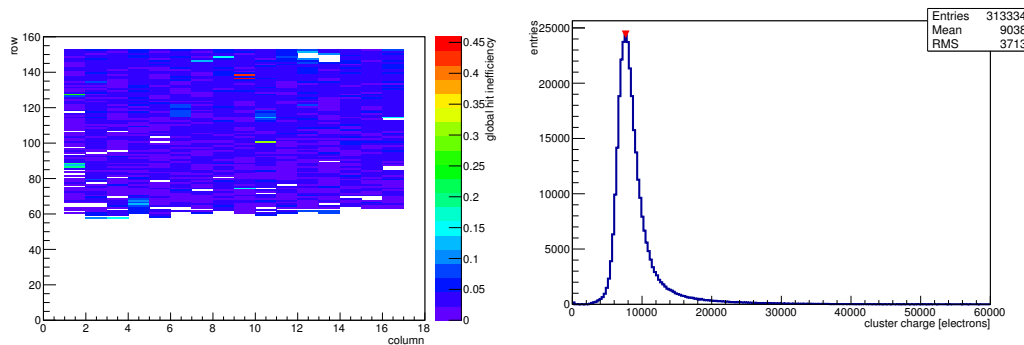 row
160
140
120
100
80
60
40
20
0
0 2 4 6 8 10 12 14 16 18
column
0.45
0.4
0.35
0.3
0.25
0.2
0.15
0.1
0.05
0
global hit inefficiency
entries
25000
20000
15000
10000
5000
0
0 10000 20000 30000 40000 50000 60000
cluster charge [electrons]
Entries 313334
Mean 9038
RMS 3713